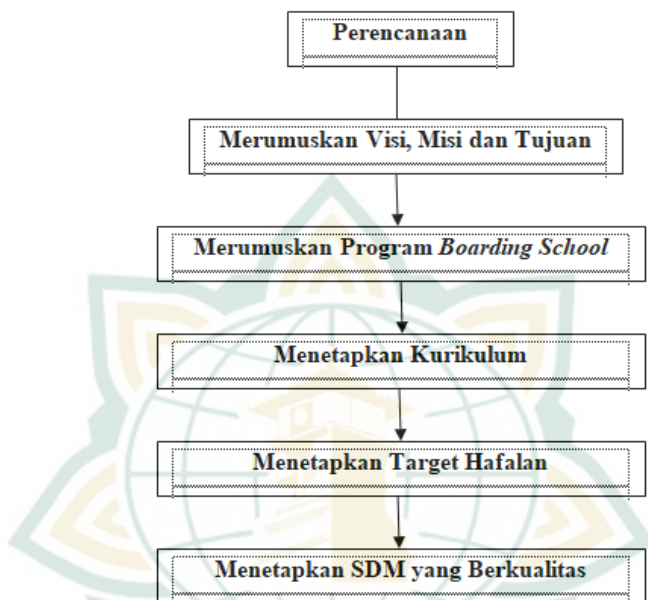 Perencanaan
Merumuskan Visi, Misi dan Tujuan
Merumuskan Program Boarding School
Menetapkan Kurikulum
Menetapkan Target Hafalan
Menetapkan SDM yang Berkualitas